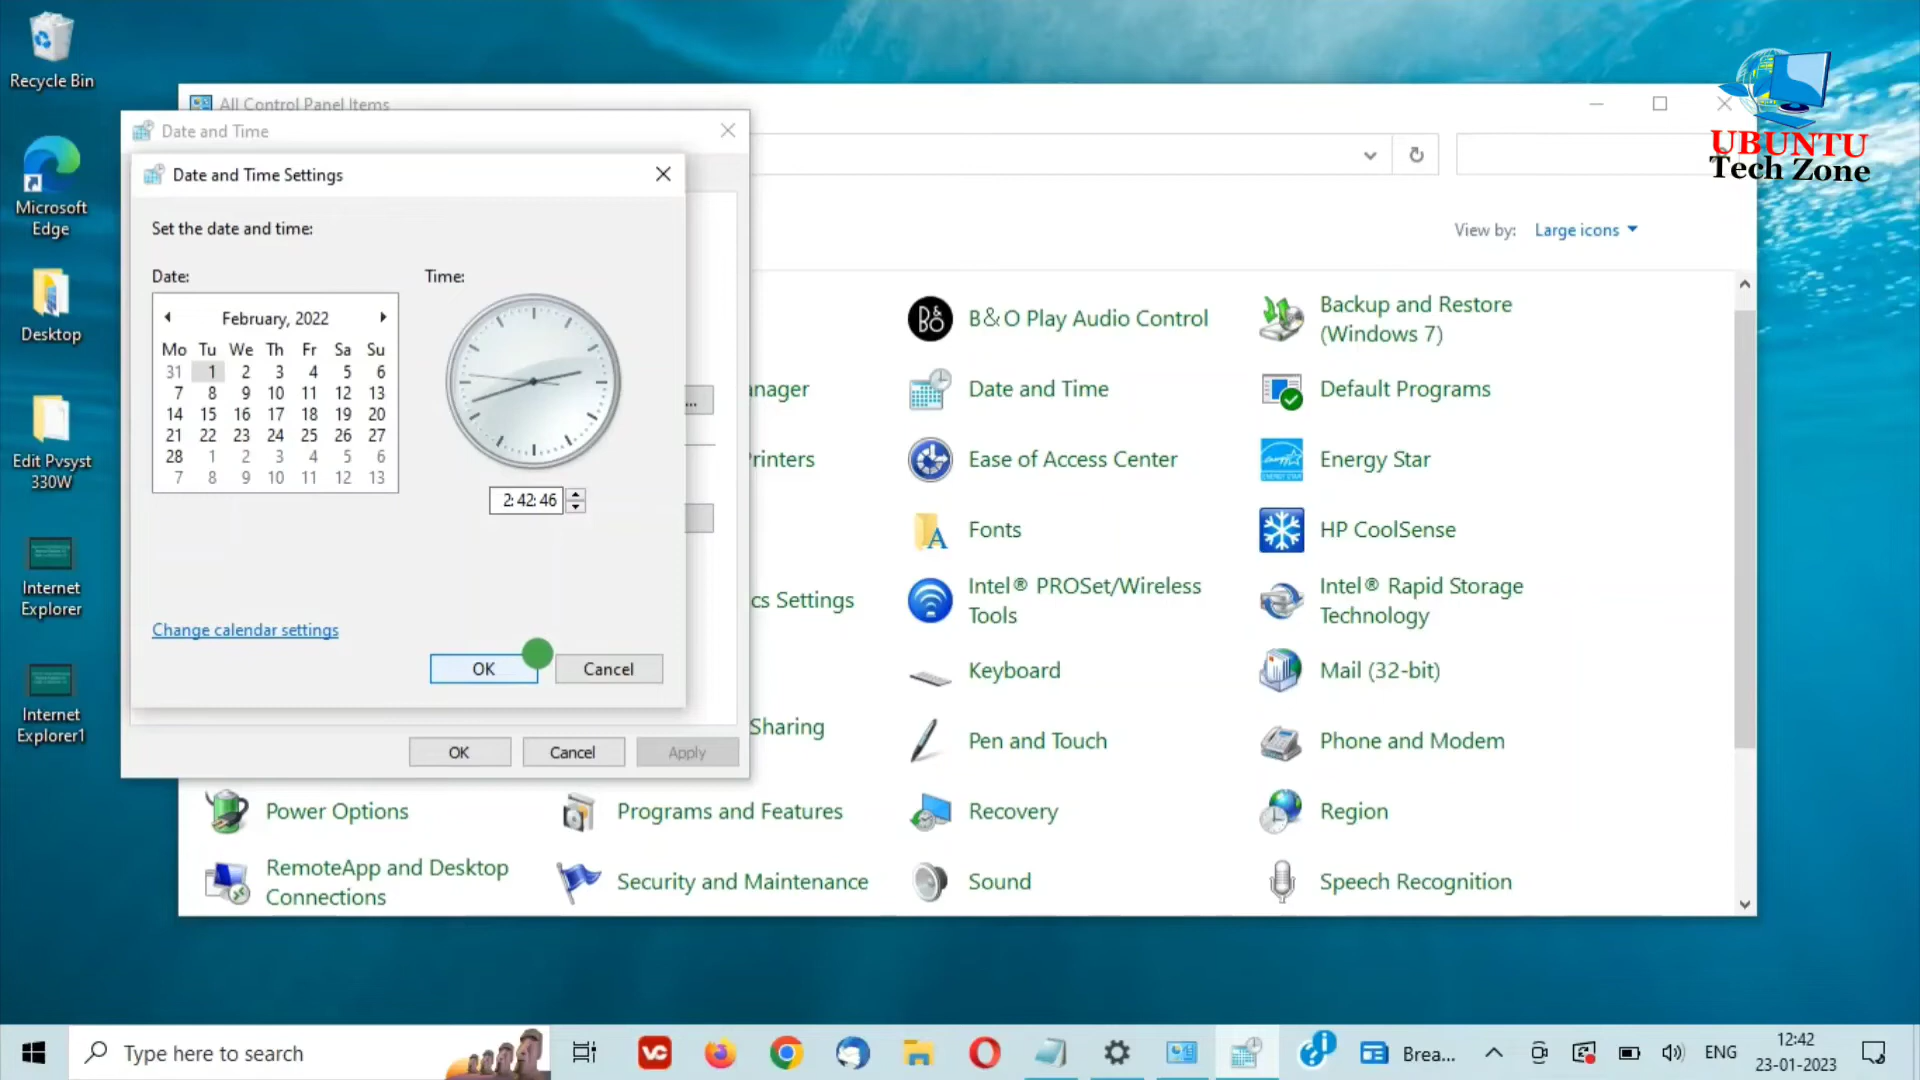 Recycle Bin
Microsoft
Edge
Desktop
Edit Pvsyst
330W
Internet
Explorer
Internet
Explorer1
All Control Panel Items
Date and Time
Date and Time Settings
Set the date and time:
Date:
Time:
February, 2022
Mo Tu We Th Fr Sa Su
31 1 2 3 4 5 6
7 8 9 10 11 12 13
14 15 16 17 18 19 20
21 22 23 24 25 26 27
28 1 2 3 4 5 6
7 8 9 10 11 12 13
2: 42: 46
Change calendar settings
OK
Cancel
...
OK
Cancel
Apply
UBUNTU
Tech Zone
View by: Large icons
B&O Play Audio Control
Backup and Restore
(Windows 7)
Date and Time
Default Programs
Ease of Access Center
Energy Star
Fonts
HP CoolSense
cs Settings
Intel® PROSet/Wireless
Tools
Intel® Rapid Storage
Technology
Keyboard
Mail (32-bit)
Sharing
Pen and Touch
Phone and Modem
Power Options
Programs and Features
Recovery
Region
RemoteApp and Desktop
Connections
Security and Maintenance
Sound
Speech Recognition
Type here to search
Brea...
ENG
12:42
23-01-2023